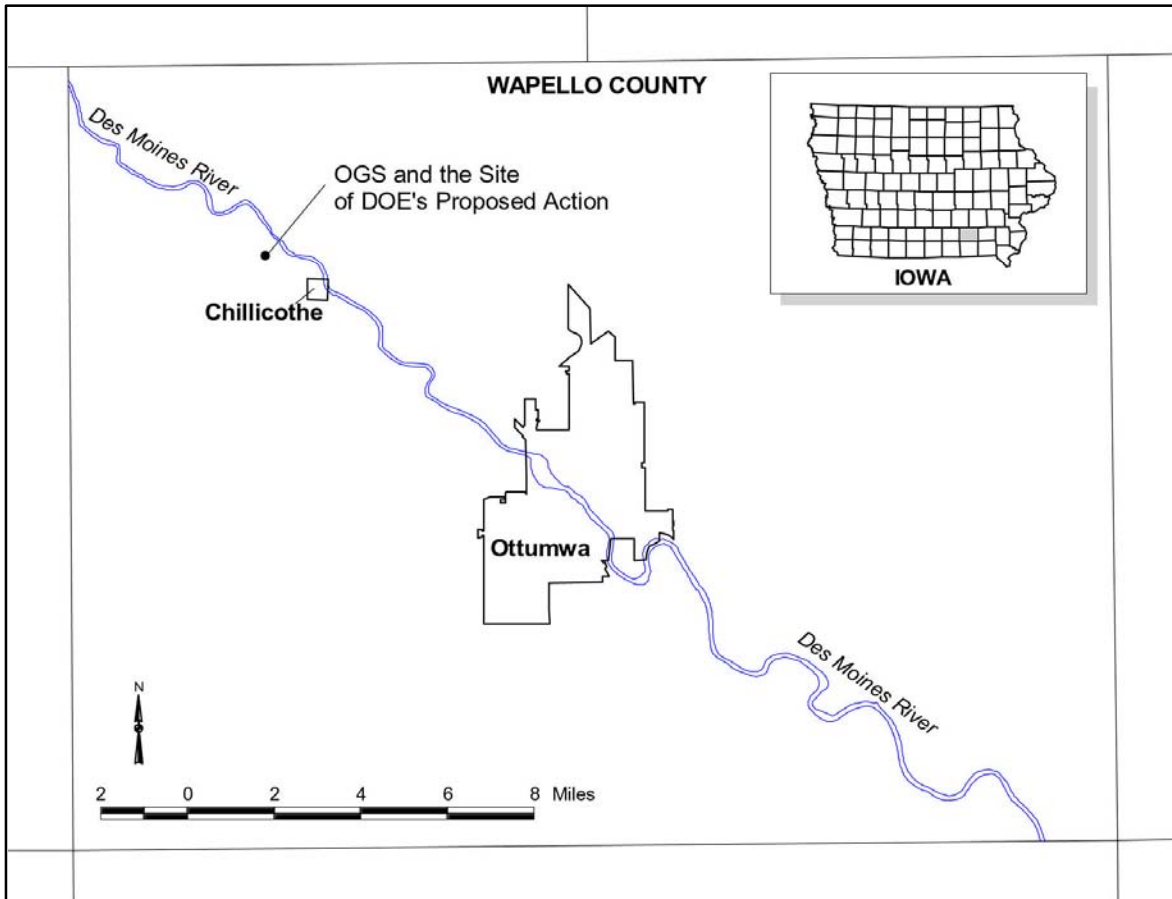 WAPELLO COUNTY
Des Moines River
OGS and the Site
of DOE's Proposed Action
IOWA
Chillicothe
Ottumwa
Des Moines River
N
2 0 2 4 6 8 Miles